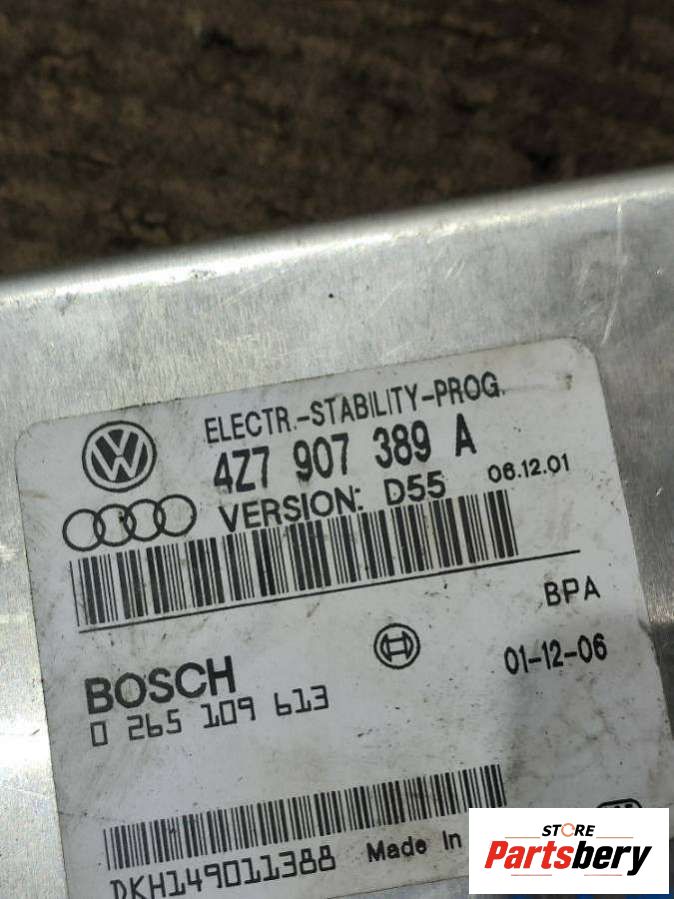 ELECTR.-STABILITY-PROG.
4Z7 907 389 A
VERSION: D55 06.12.01
BPA
BOSCH 01-12-06
0 265 109 613
DKH149011388 Made In
STORE
Partsbery